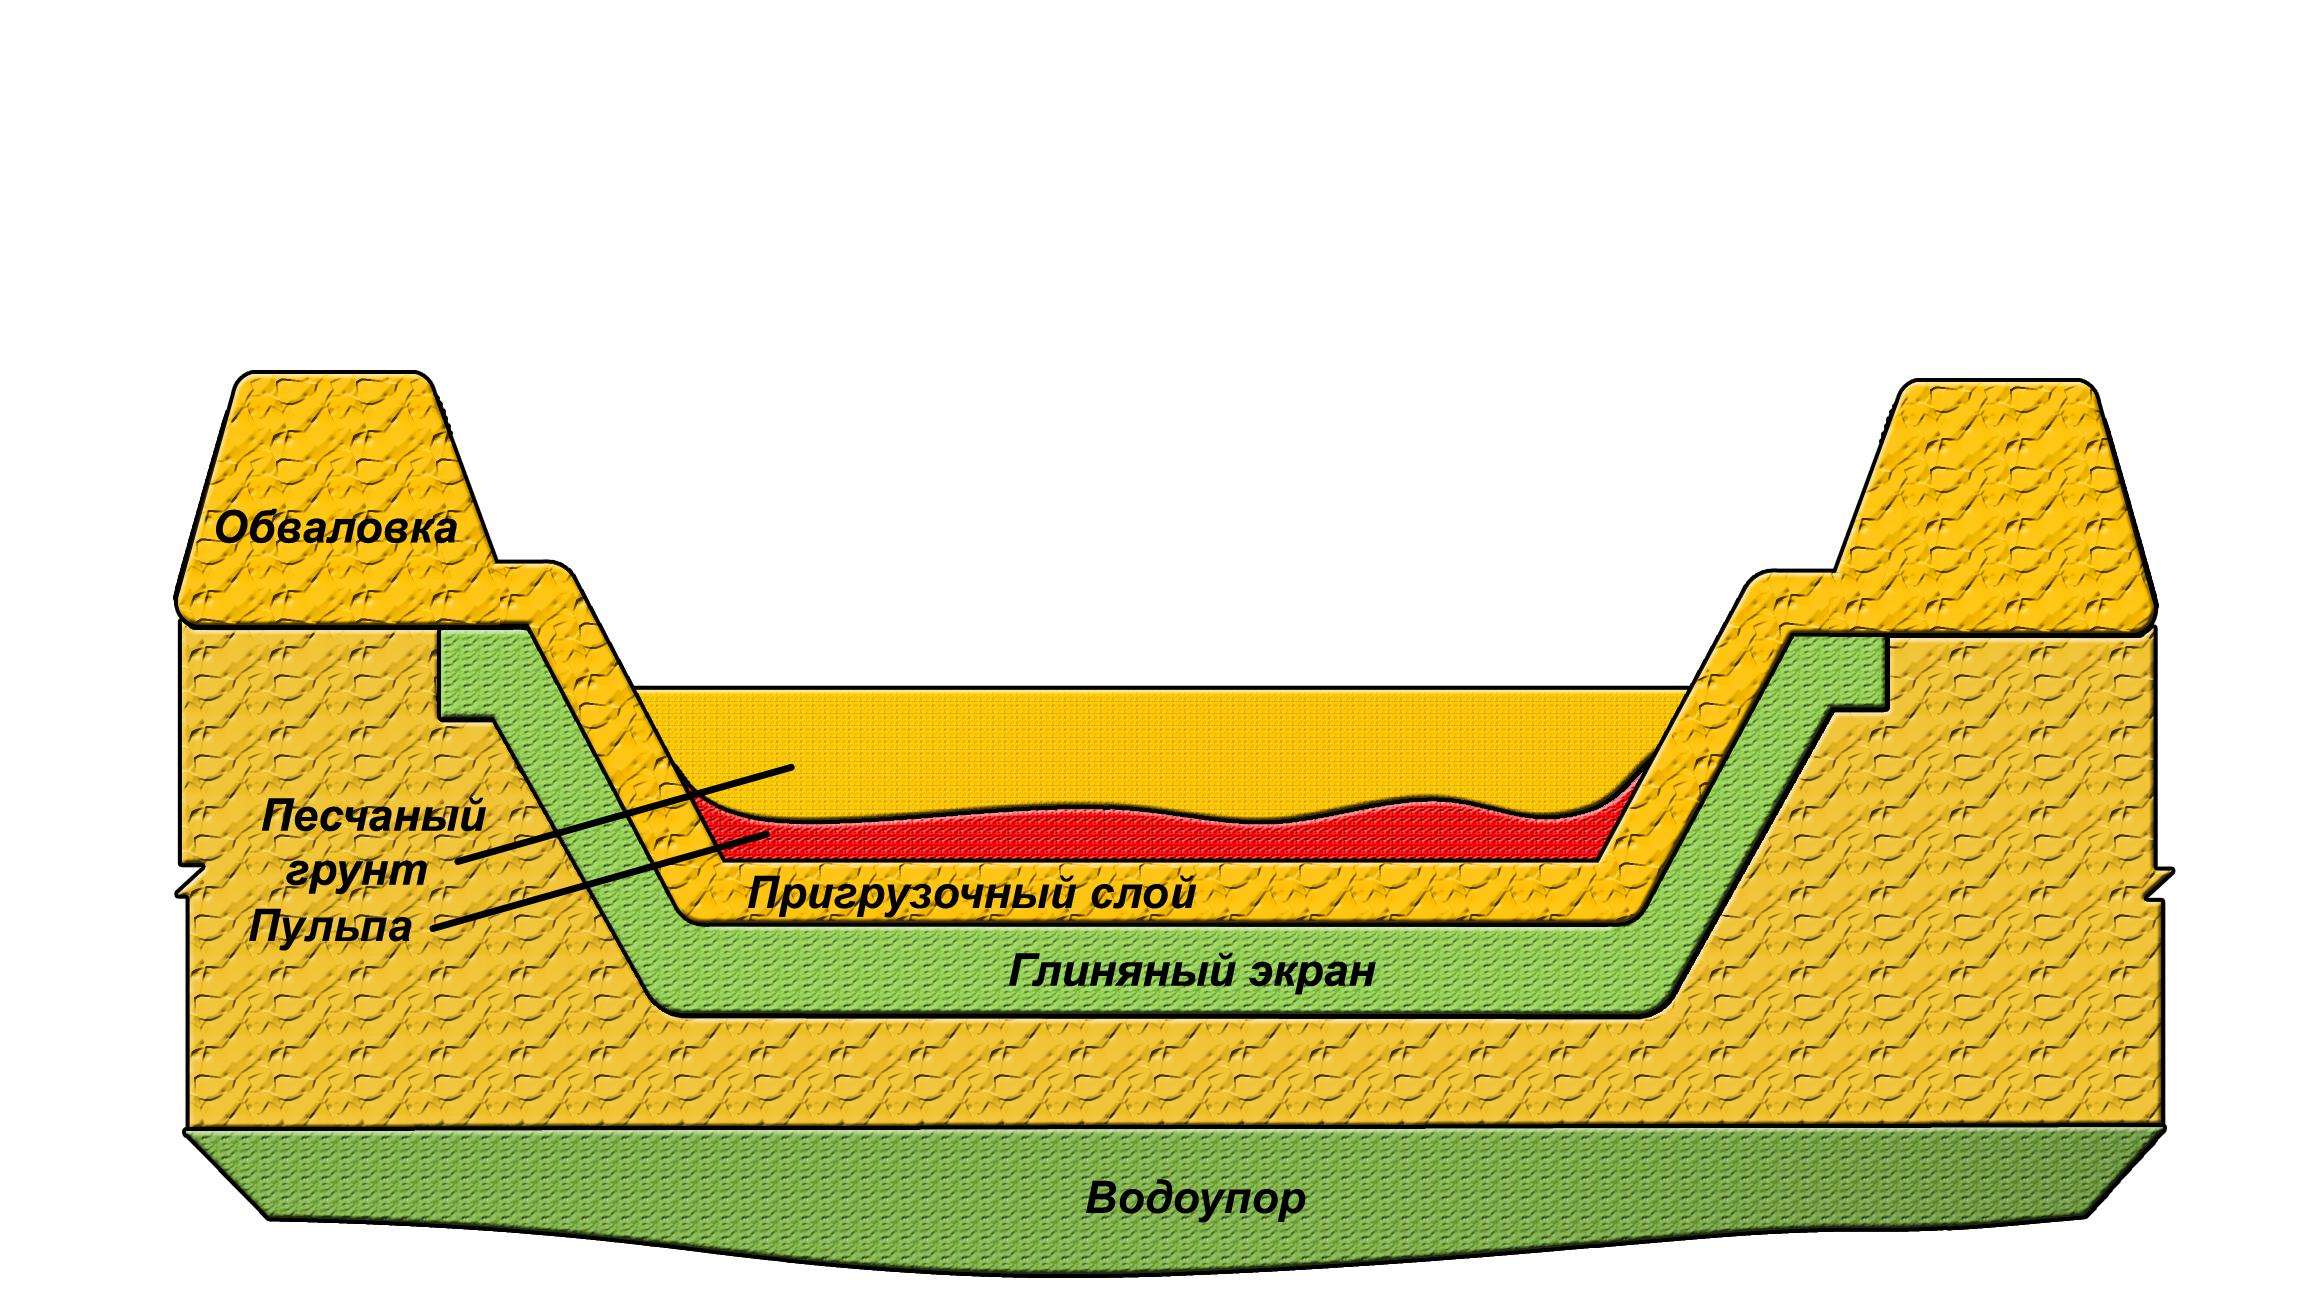 Обваловка
Песчаный
грунт
Пульпа
Пригрузочный слой
Глиняный экран
Водоупор